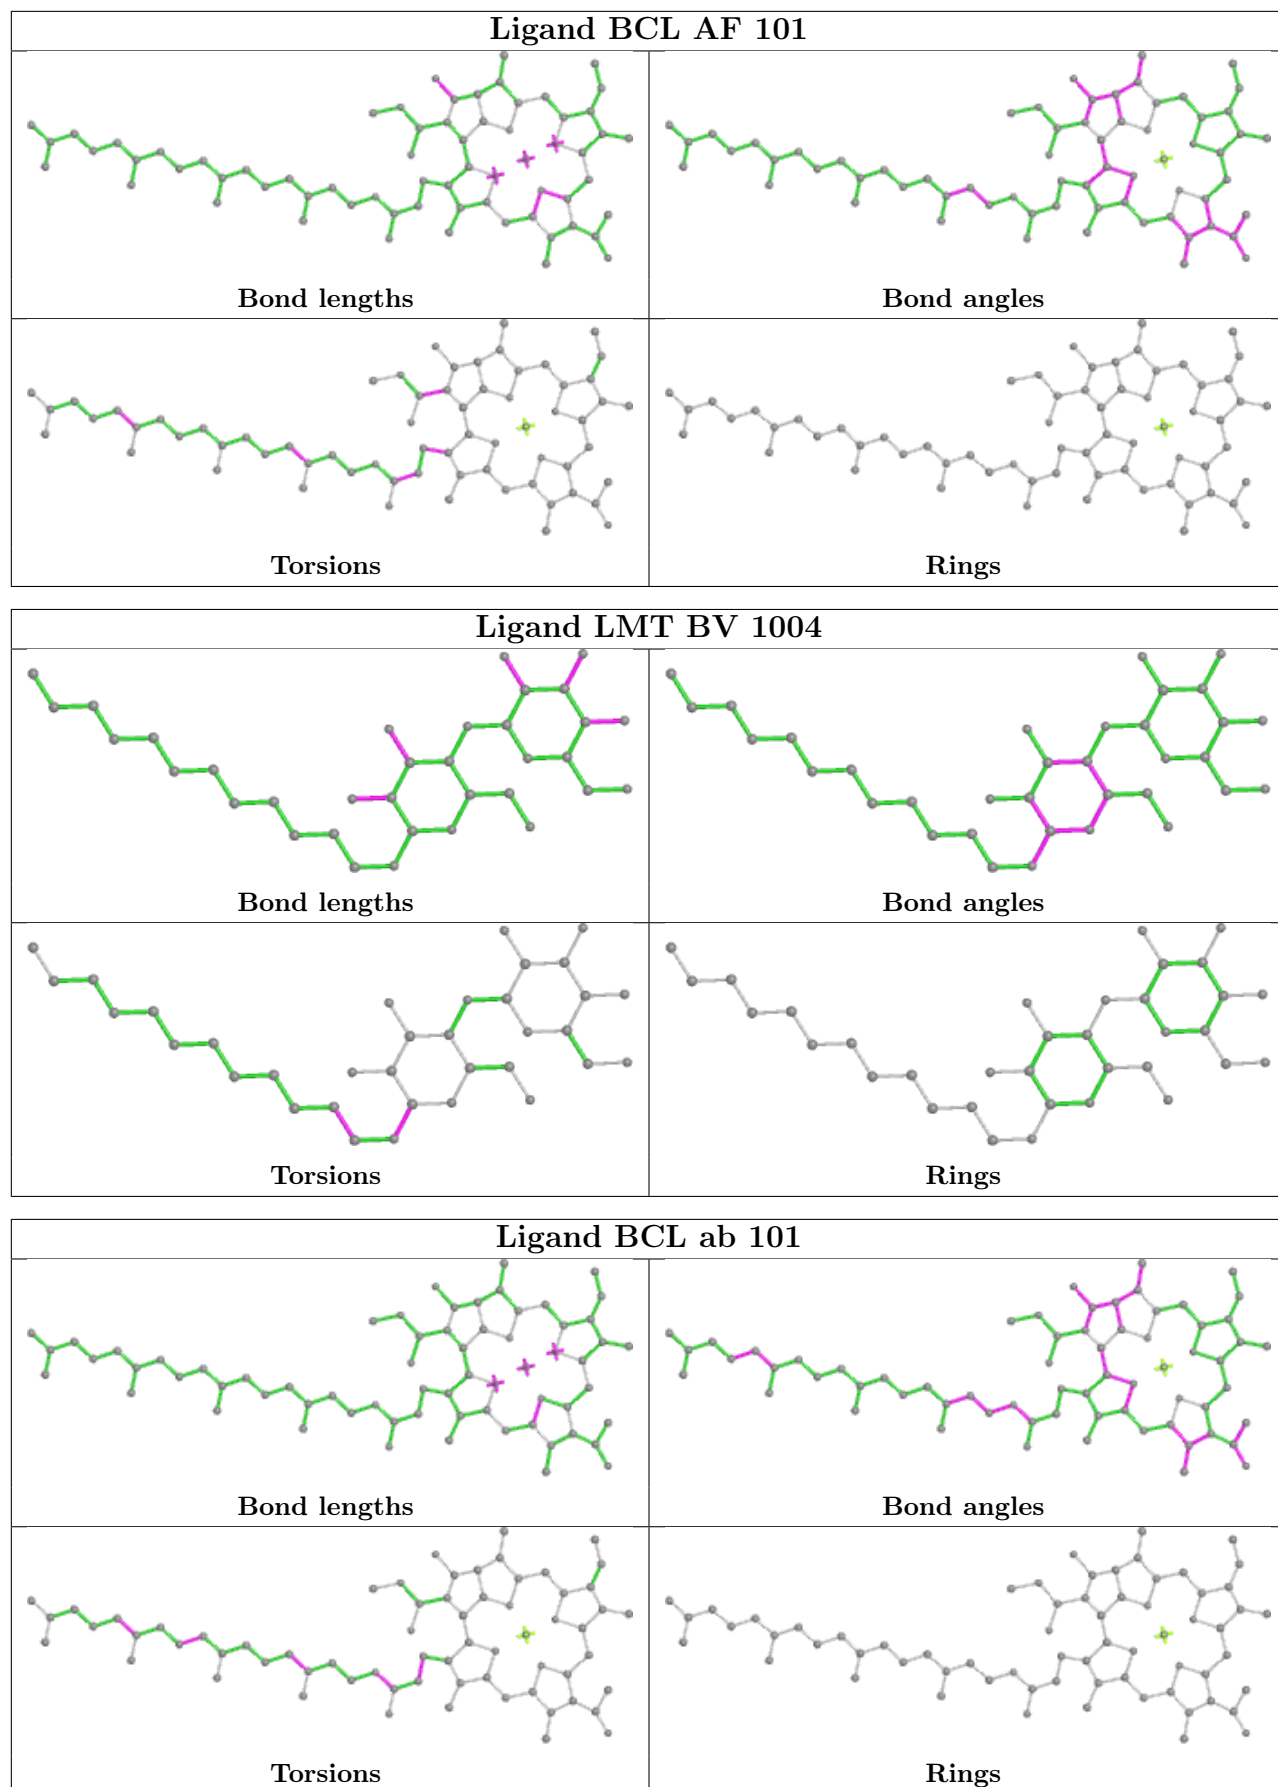 Ligand BCL AF 101
Bond lengths
Bond angles
Torsions
Rings
Ligand LMT BV 1004
Bond lengths
Bond angles
Torsions
Rings
Ligand BCL ab 101
Bond lengths
Bond angles
Torsions
Rings